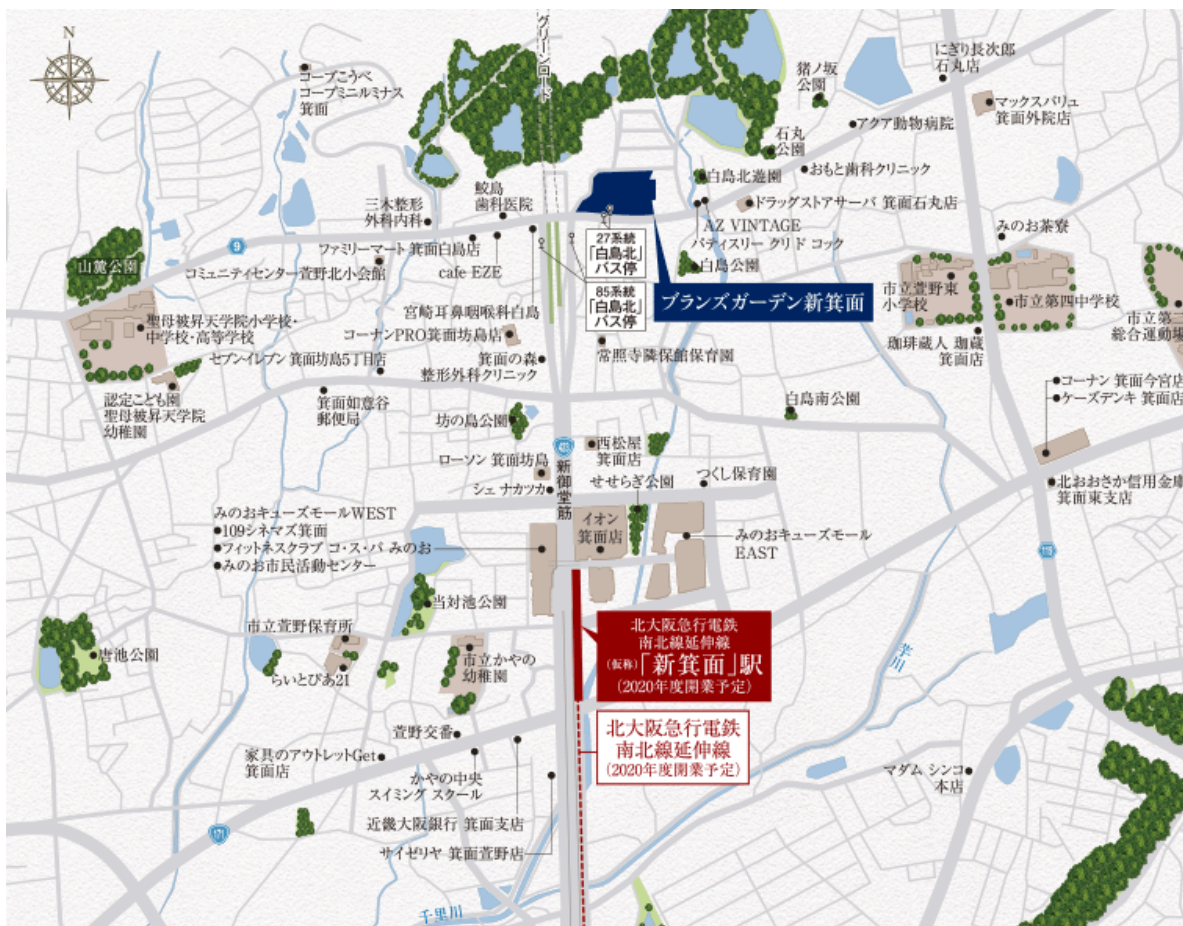 N
グリーンロード
コープこうべ
コープミニルミナス
箕面
猪ノ坂
公園
にぎり長次郎
石丸店
マックスバリュ
箕面外院店
アクア動物病院
石丸
公園
おもと歯科クリニック
白島北遊園
鮫島
歯科医院
三木整形
外科内科
ドラッグストアサーバ 箕面石丸店
AZ VINTAGE
パティスリー クリド コック
みのお茶寮
9
ファミリーマート 箕面白島店
cafe EZE
コミュニティセンター萱野北小会館
山麓公園
27系統
「白島北」
バス停
白島公園
85系統
「白島北」
バス停
ブランズガーデン新箕面
市立萱野東
小学校
市立第四中学校
市立第二
総合運動場
宮崎耳鼻咽喉科白島
聖母被昇天学院小学校・
中学校・高等学校
コーナンPRO箕面坊島店
セブン-イレブン 箕面坊島5丁目店
箕面の森
整形外科クリニック
常照寺隣保館保育園
珈琲蔵人 珈蔵
箕面店
コーナン 箕面今宮店
ケーズデンキ 箕面店
認定こども園
聖母被昇天学院
幼稚園
箕面如意谷
郵便局
坊の島公園
白島南公園
423
新御堂筋
西松屋
箕面店
ローソン 箕面坊島
せせらぎ公園
つくし保育園
シェ ナカツカ
北おおさか信用金庫
箕面東支店
みのおキューズモールWEST
109シネマズ箕面
フィットネスクラブ コ・ス・パ みのお
みのお市民活動センター
イオン
箕面店
みのおキューズモール
EAST
119
当対池公園
市立萱野保育所
北大阪急行電鉄
南北線延伸線
(仮称)「新箕面」駅
(2020年度開業予定)
唐池公園
らいとぴあ21
市立かやの
幼稚園
芋川
北大阪急行電鉄
南北線延伸線
(2020年度開業予定)
萱野交番
家具のアウトレットGet
箕面店
かやの中央
スイミング スクール
マダム シンコ
本店
近畿大阪銀行 箕面支店
171
サイゼリヤ 箕面萱野店
千里川